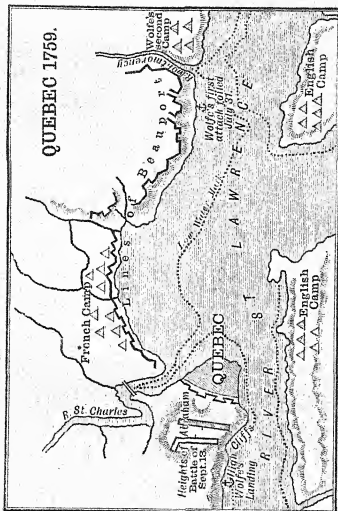 QUEBEC 1759.
Wolfe's
second
Camp
Montmorency
Wolfe's first
attack failed
July 31.
English
Camp
Lines of Beauport
French Camp
Low Water Mark
R. St. Charles
QUEBEC
RIVER ST LAWRENCE
Heights of Abraham
Battle of
Sept. 13.
High Cliffs
Wolfe's
Landing
English
Camp